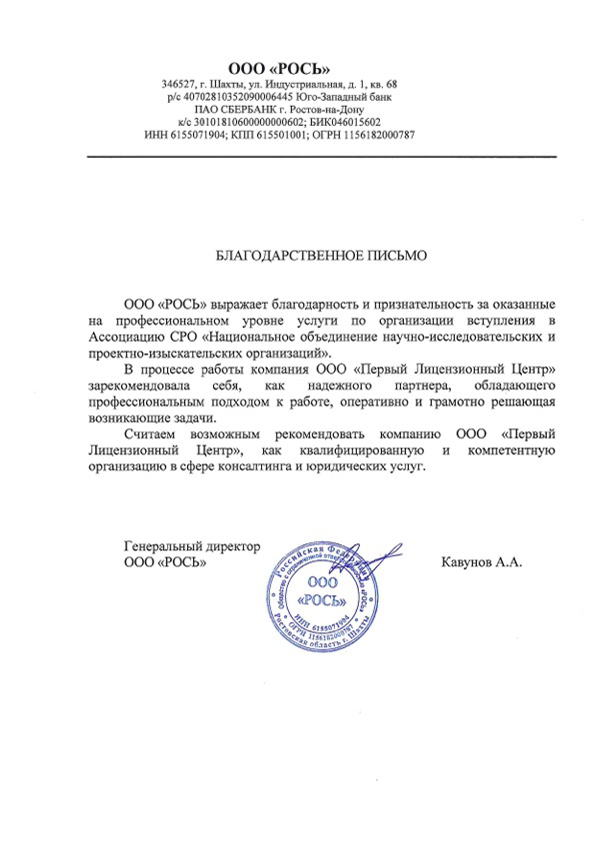 ООО «РОСЬ»
346527, г. Шахты, ул. Индустриальная, д. 1, кв. 68
р/с 40702810352090006445 Юго-Западный банк
ПАО СБЕРБАНК г. Ростов-на-Дону
к/с 30101810600000000602; БИК046015602
ИНН 6155071904; КПП 615501001; ОГРН 1156182000787
БЛАГОДАРСТВЕННОЕ ПИСЬМО
ООО «РОСЬ» выражает благодарность и признательность за оказанные
на профессиональном уровне услуги по организации вступления в
Ассоциацию СРО «Национальное объединение научно-исследовательских и
проектно-изыскательских организаций».
В процессе работы компания ООО «Первый Лицензионный Центр»
зарекомендовала себя, как надежного партнера, обладающего
профессиональным подходом к работе, оперативно и грамотно решающая
возникающие задачи.
Считаем возможным рекомендовать компанию ООО «Первый
Лицензионный Центр», как квалифицированную и компетентную
организацию в сфере консалтинга и юридических услуг.
Генеральный директор
ООО «РОСЬ»
Кавунов А.А.
Российская Федерация
Общество с ограниченной ответственностью «РОСЬ»
ООО
«РОСЬ»
ИНН 6155071904
ОГРН 1156182000787
Ростовская область г. Шахты